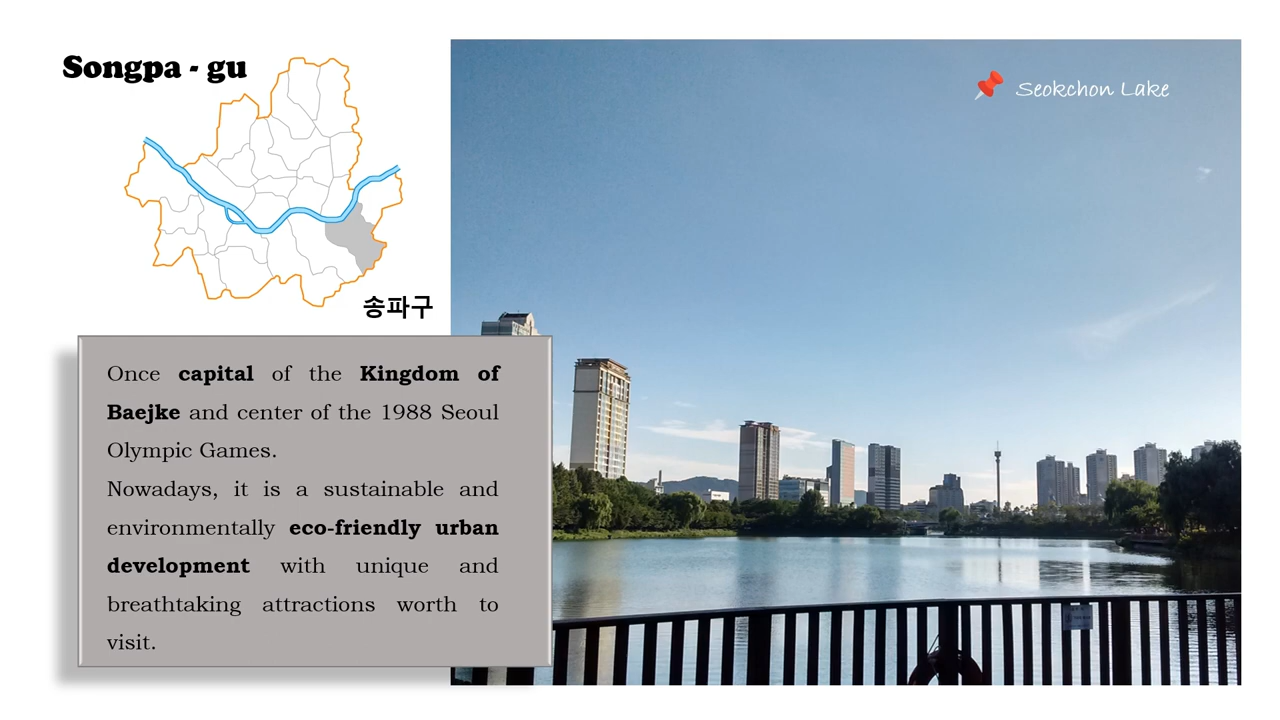 Songpa - gu
송파구
Seokchon Lake
Once capital of the Kingdom of
Baejke and center of the 1988 Seoul
Olympic Games.
Nowadays, it is a sustainable and
environmentally eco-friendly urban
development with unique and
breathtaking attractions worth to
visit.